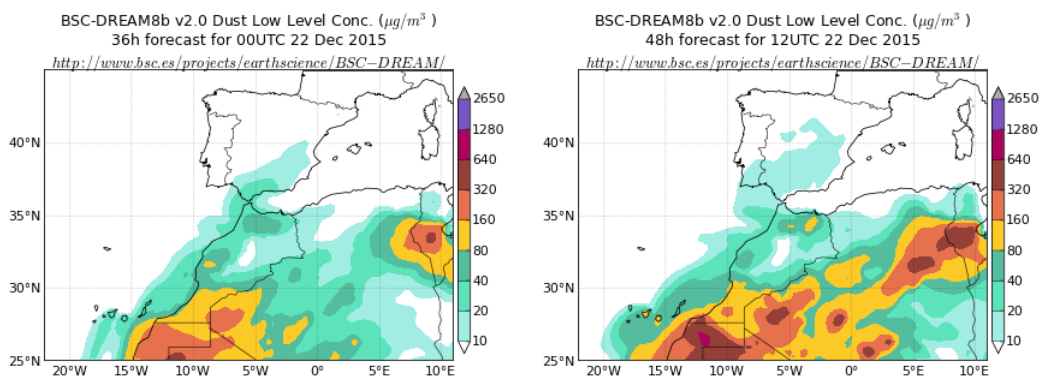 BSC-DREAM8b v2.0 Dust Low Level Conc. (μg/m³ )
36h forecast for 00UTC 22 Dec 2015
http://www.bsc.es/projects/earthscience/BSC−DREAM/
40°N
35°N
30°N
25°N
20°W
15°W
10°W
5°W
0°
5°E
10°E
2650
1280
640
320
160
80
40
20
10
BSC-DREAM8b v2.0 Dust Low Level Conc. (μg/m³ )
48h forecast for 12UTC 22 Dec 2015
http://www.bsc.es/projects/earthscience/BSC−DREAM/
40°N
35°N
30°N
25°N
20°W
15°W
10°W
5°W
0°
5°E
10°E
2650
1280
640
320
160
80
40
20
10